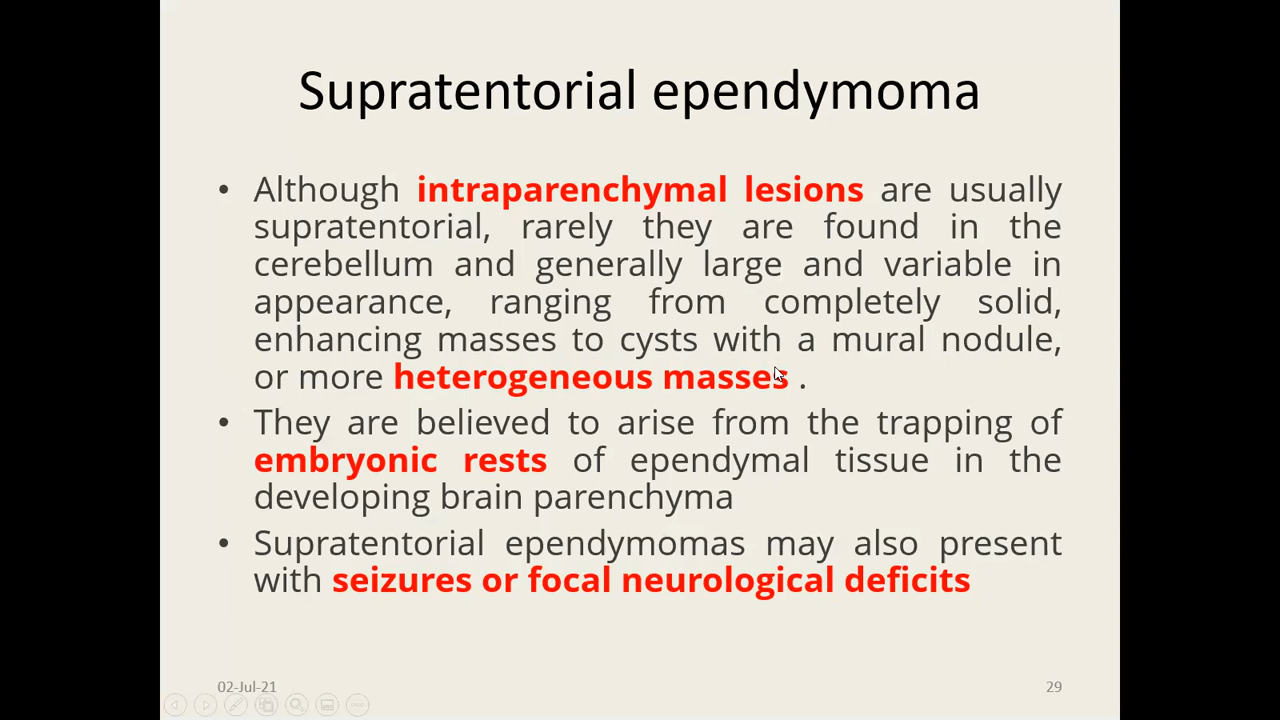 Supratentorial ependymoma
• Although intraparenchymal lesions are usually
supratentorial, rarely they are found in the
cerebellum and generally large and variable in
appearance, ranging from completely solid,
enhancing masses to cysts with a mural nodule,
or more heterogeneous masses .
• They are believed to arise from the trapping of
embryonic rests of ependymal tissue in the
developing brain parenchyma
• Supratentorial ependymomas may also present
with seizures or focal neurological deficits
02-Jul-21
29